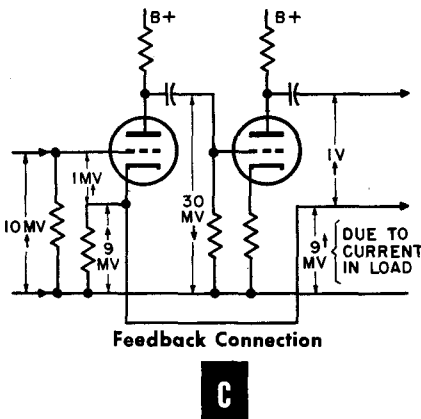 B+
B+
1MV
10MV
9
MV
30
MV
1V
9
MV
DUE TO
CURRENT
IN LOAD
Feedback Connection
C